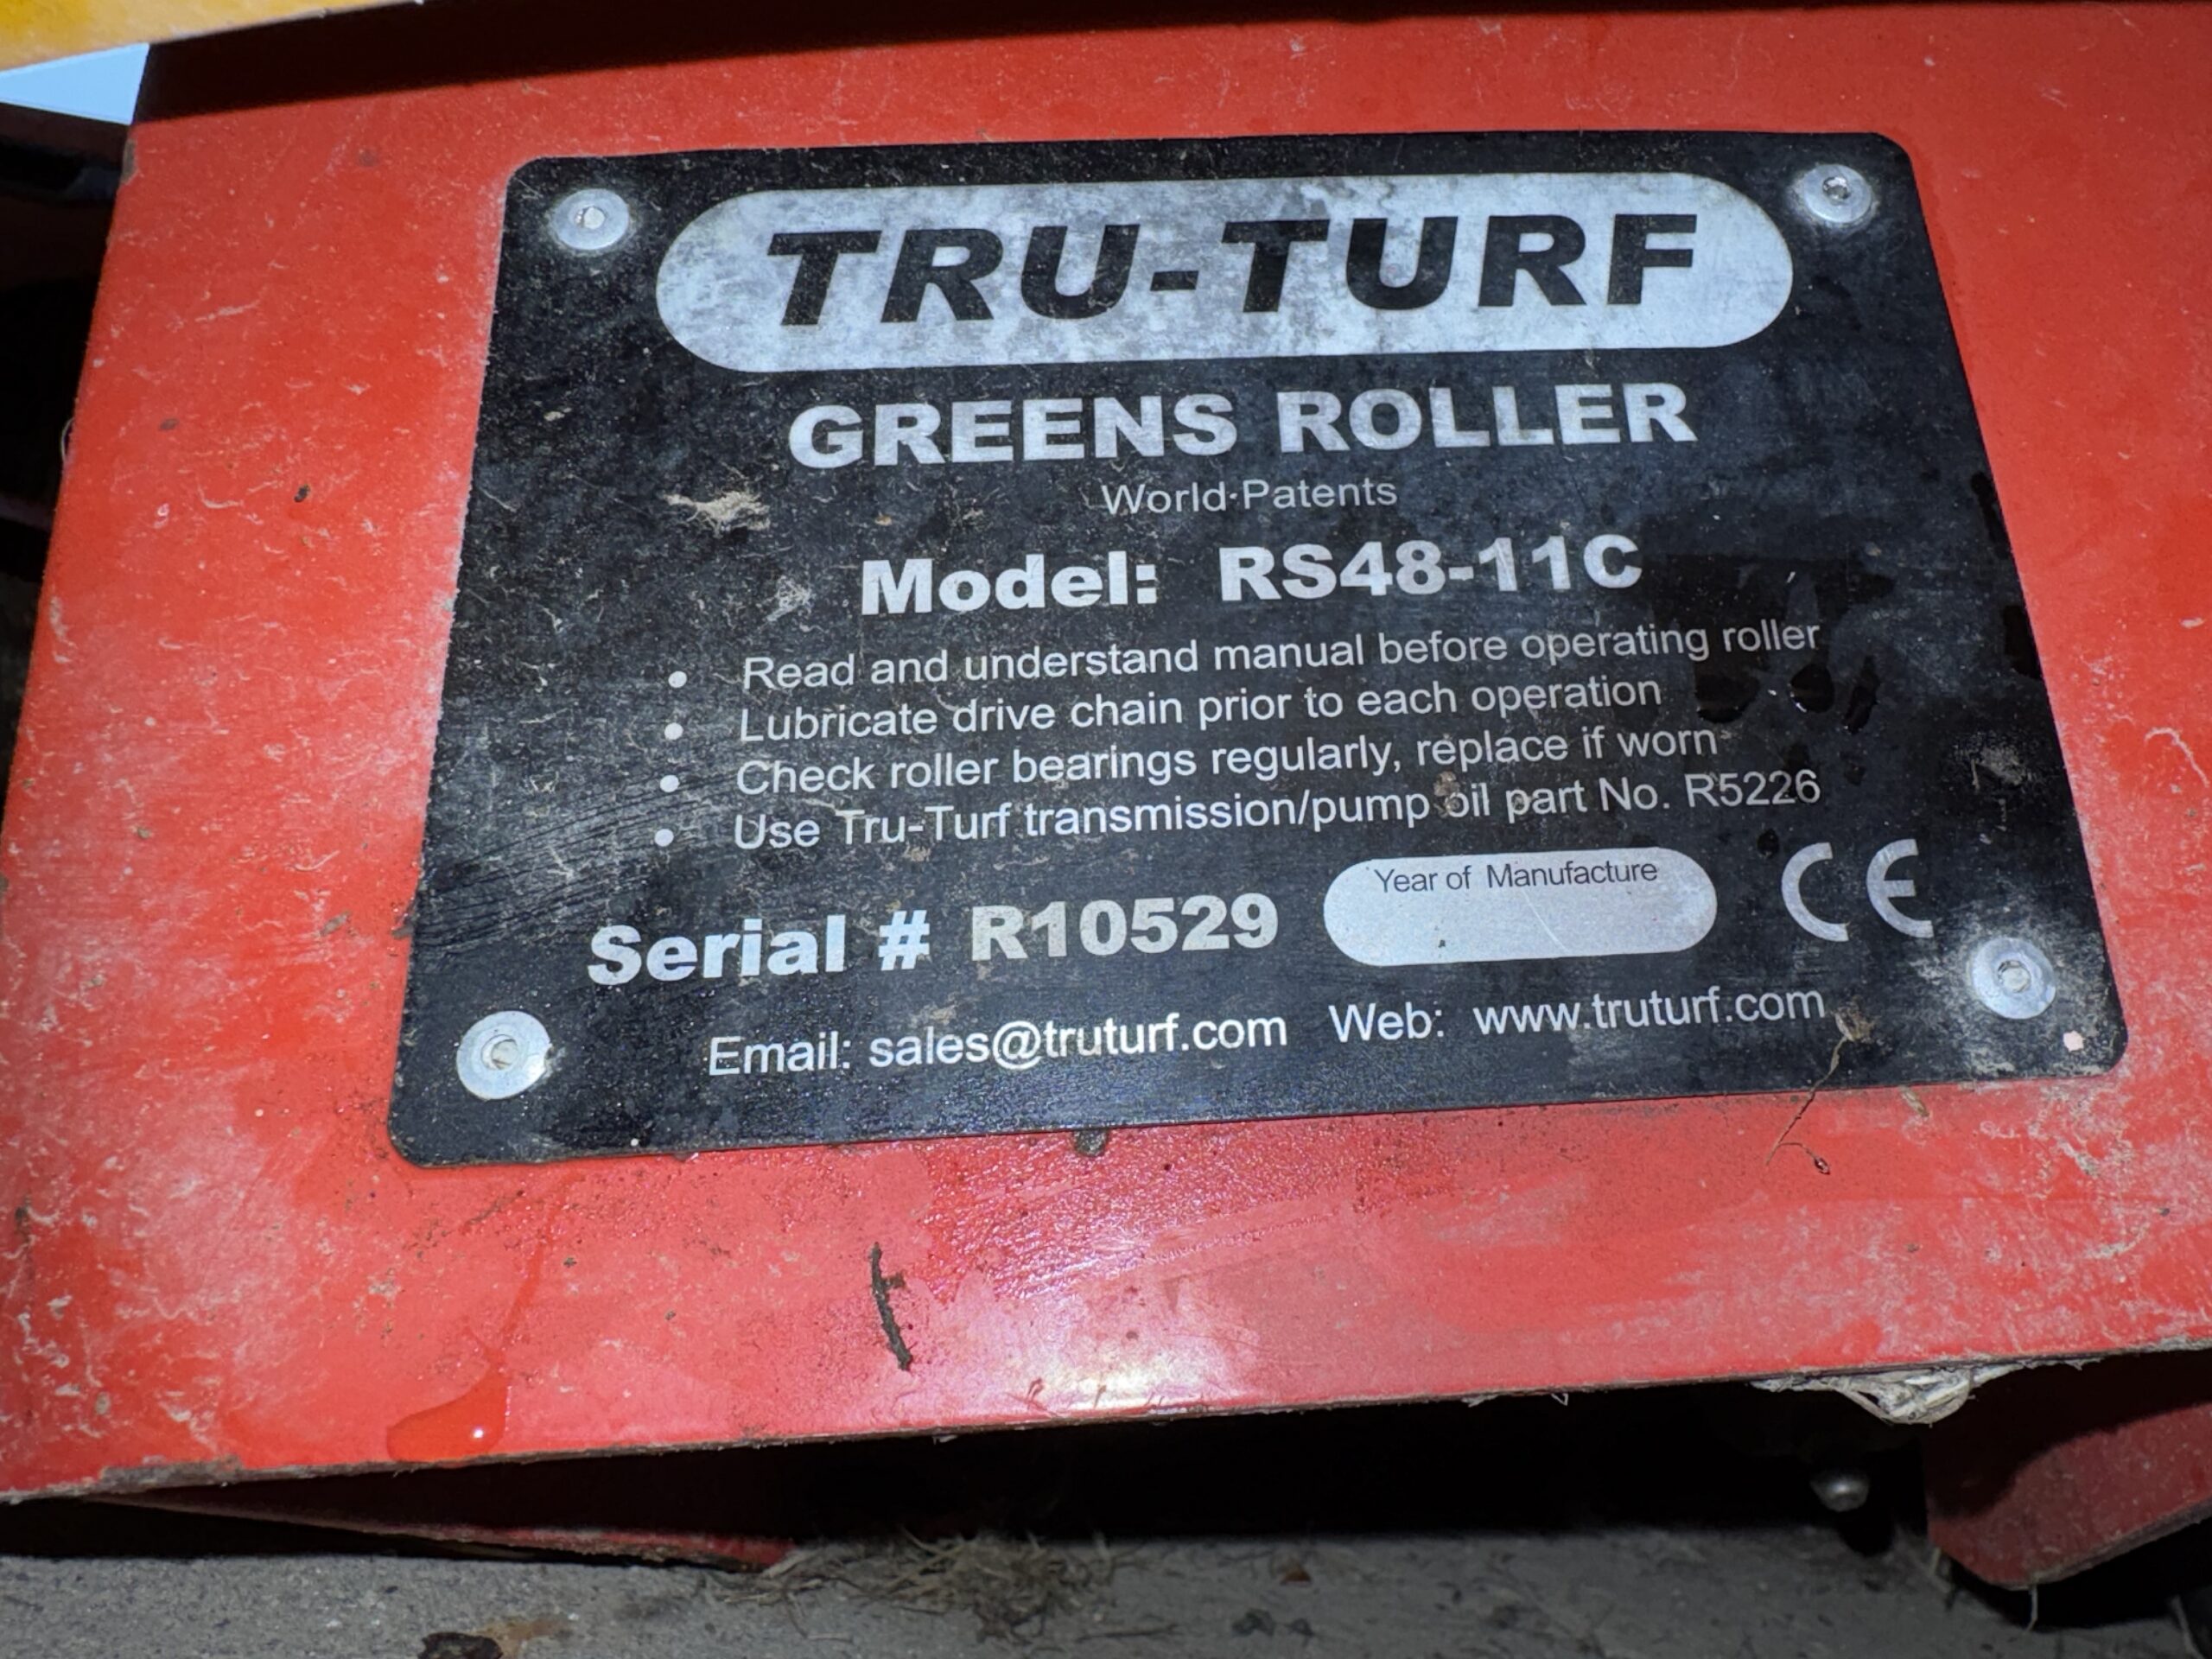 TRU-TURF
GREENS ROLLER
World Patents
Model: RS48-11C
• Read and understand manual before operating roller
• Lubricate drive chain prior to each operation
• Check roller bearings regularly, replace if worn
• Use Tru-Turf transmission/pump oil part No. R5226
Year of Manufacture
Serial # R10529
CE
Email: sales@truturf.com Web: www.truturf.com